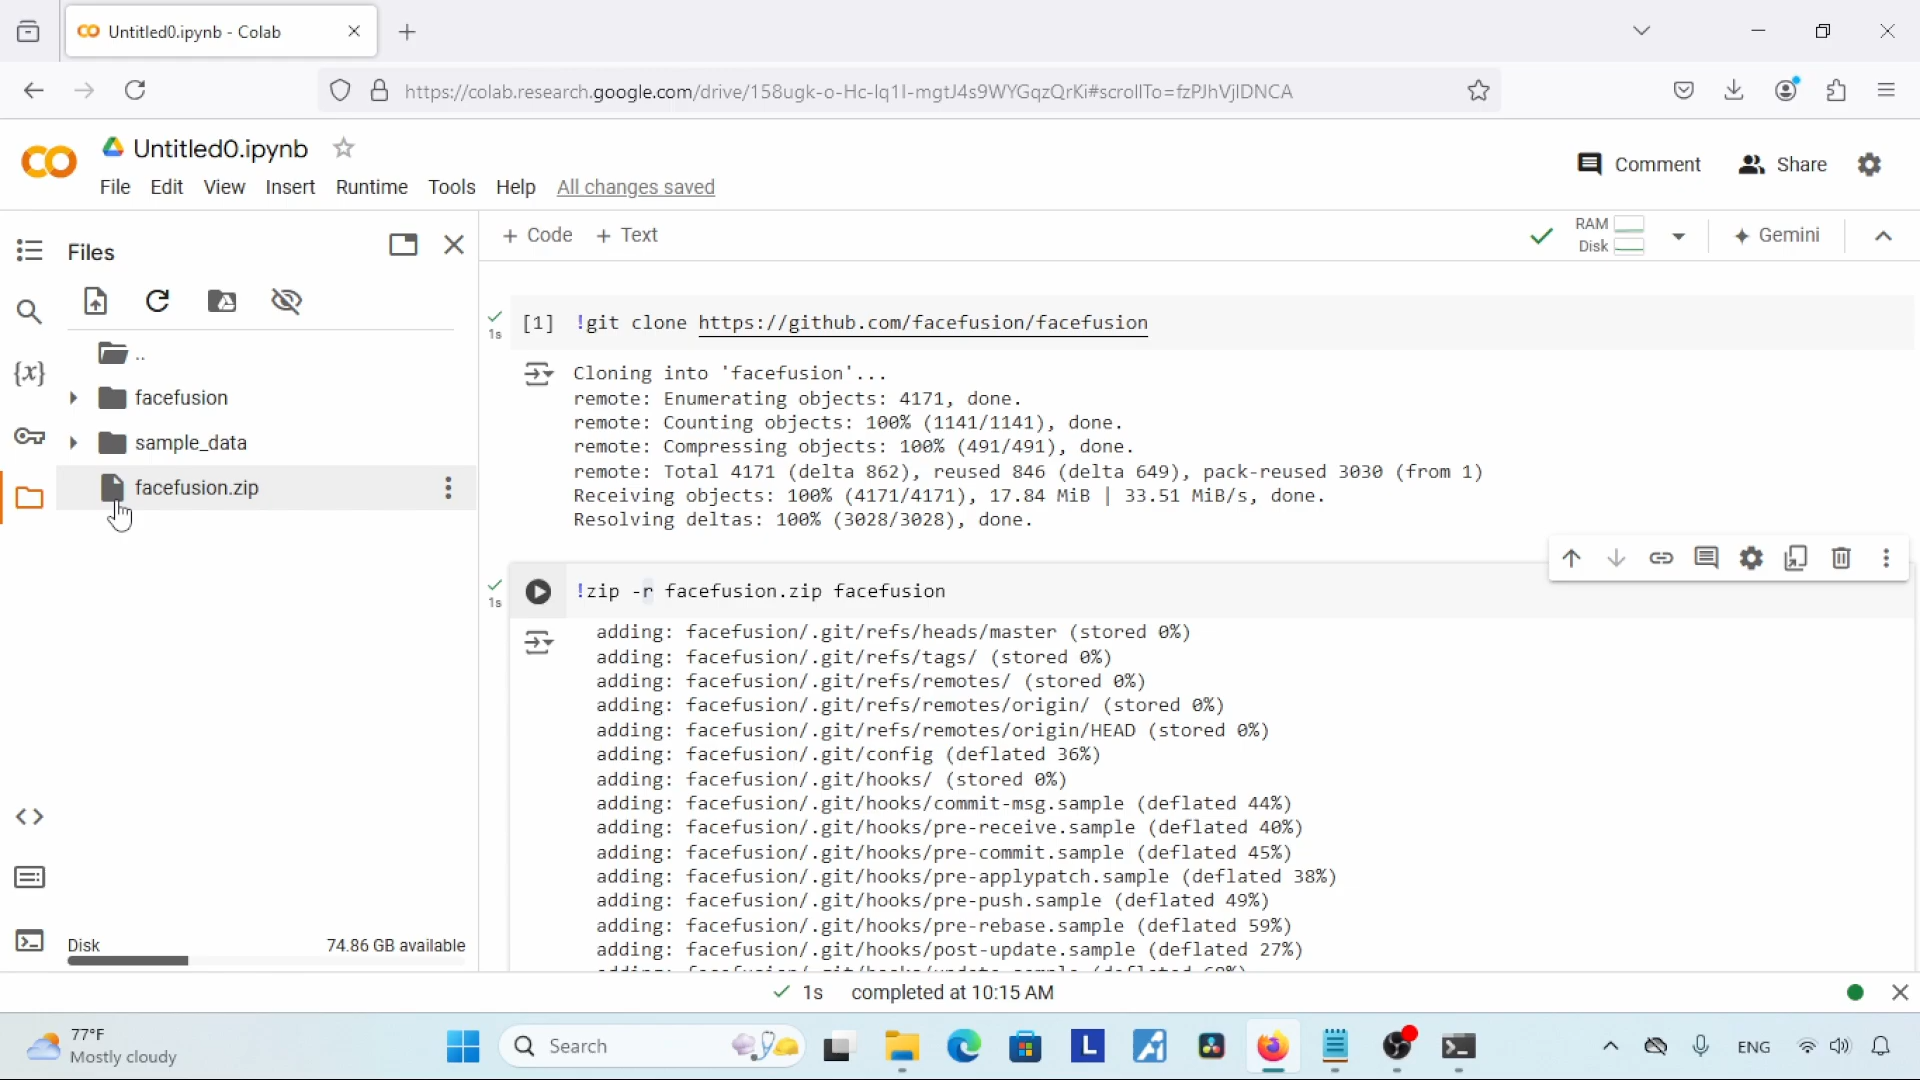 Untitled0.ipynb - Colab
https://colab.research.google.com/drive/158ugk-o-Hc-lq1I-mgtJ4s9WYGqzQrKi#scrollTo=fzPJhVjlDNCA
Untitled0.ipynb
File Edit View Insert Runtime Tools Help All changes saved
Comment
Share
Files
+ Code + Text
RAM
Disk
Gemini
..
facefusion
sample_data
facefusion.zip
{x}
Disk
74.86 GB available
1s
[1] !git clone https://github.com/facefusion/facefusion
Cloning into 'facefusion'...
remote: Enumerating objects: 4171, done.
remote: Counting objects: 100% (1141/1141), done.
remote: Compressing objects: 100% (491/491), done.
remote: Total 4171 (delta 862), reused 846 (delta 649), pack-reused 3030 (from 1)
Receiving objects: 100% (4171/4171), 17.84 MiB | 33.51 MiB/s, done.
Resolving deltas: 100% (3028/3028), done.
1s
!zip -r facefusion.zip facefusion
adding: facefusion/.git/refs/heads/master (stored 0%)
adding: facefusion/.git/refs/tags/ (stored 0%)
adding: facefusion/.git/refs/remotes/ (stored 0%)
adding: facefusion/.git/refs/remotes/origin/ (stored 0%)
adding: facefusion/.git/refs/remotes/origin/HEAD (stored 0%)
adding: facefusion/.git/config (deflated 36%)
adding: facefusion/.git/hooks/ (stored 0%)
adding: facefusion/.git/hooks/commit-msg.sample (deflated 44%)
adding: facefusion/.git/hooks/pre-receive.sample (deflated 40%)
adding: facefusion/.git/hooks/pre-commit.sample (deflated 45%)
adding: facefusion/.git/hooks/pre-applypatch.sample (deflated 38%)
adding: facefusion/.git/hooks/pre-push.sample (deflated 49%)
adding: facefusion/.git/hooks/pre-rebase.sample (deflated 59%)
adding: facefusion/.git/hooks/post-update.sample (deflated 27%)
1s completed at 10:15 AM
77°F
Mostly cloudy
Search
L
ENG